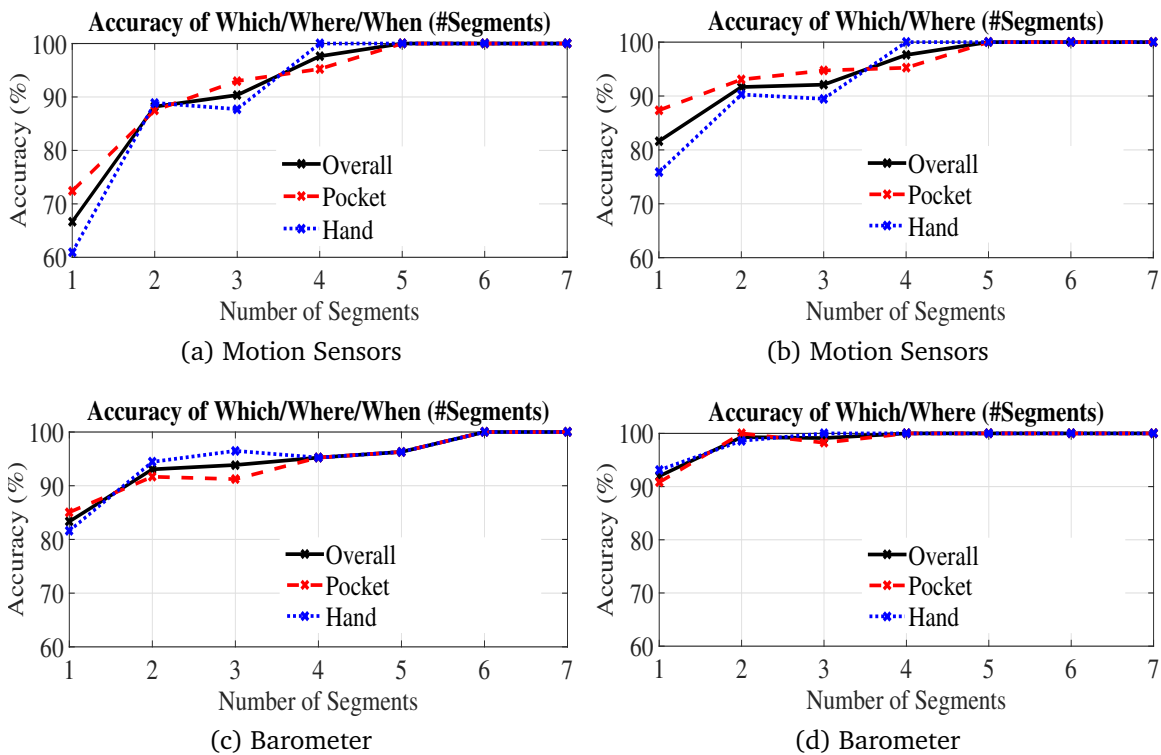 Accuracy of Which/Where/When (#Segments)
Accuracy (%)
100
90
80
70
60
Overall
Pocket
Hand
1 2 3 4 5 6 7
Number of Segments
(a) Motion Sensors
Accuracy of Which/Where (#Segments)
Accuracy (%)
100
90
80
70
60
Overall
Pocket
Hand
1 2 3 4 5 6 7
Number of Segments
(b) Motion Sensors
Accuracy of Which/Where/When (#Segments)
Accuracy (%)
100
90
80
70
60
Overall
Pocket
Hand
1 2 3 4 5 6 7
Number of Segments
(c) Barometer
Accuracy of Which/Where (#Segments)
Accuracy (%)
100
90
80
70
60
Overall
Pocket
Hand
1 2 3 4 5 6 7
Number of Segments
(d) Barometer